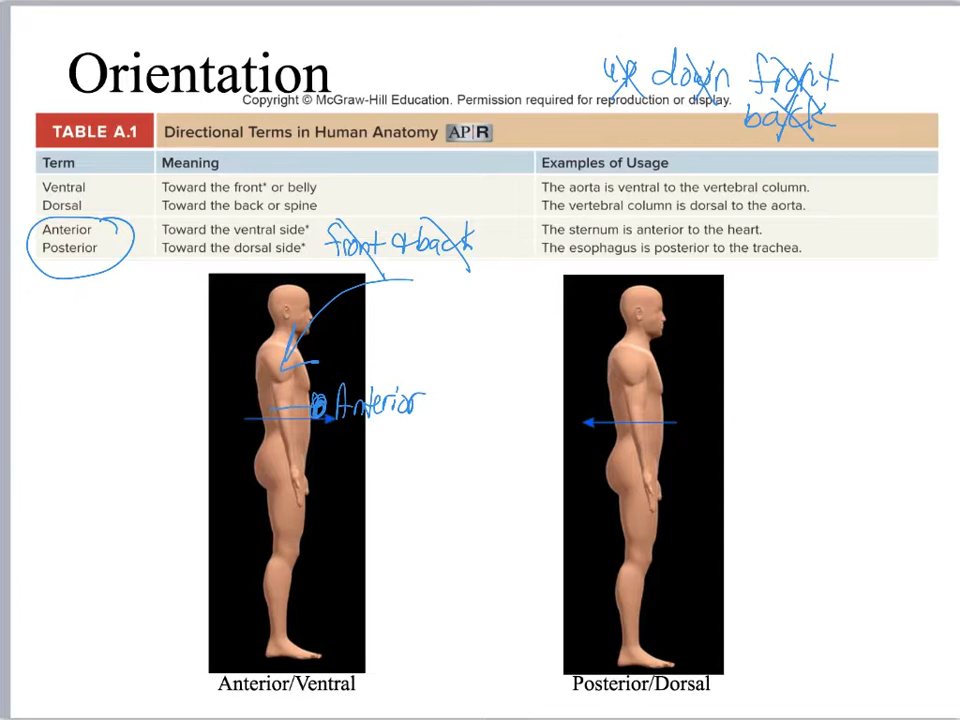 Orientation
up down front
back
Copyright © McGraw-Hill Education. Permission required for reproduction or display.
TABLE A.1 Directional Terms in Human Anatomy AP|R
Term Meaning Examples of Usage
Ventral Toward the front* or belly The aorta is ventral to the vertebral column.
Dorsal Toward the back or spine The vertebral column is dorsal to the aorta.
Anterior Toward the ventral side* The sternum is anterior to the heart.
Posterior Toward the dorsal side* The esophagus is posterior to the trachea.
front & back
Anterior
Anterior/Ventral Posterior/Dorsal